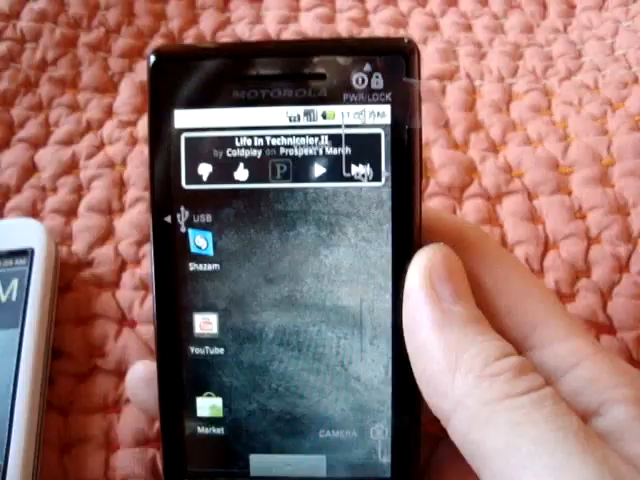 MOTOROLA
PWR/LOCK
Life In Technicolor II
by Coldplay on Prospekt's March
P
USB
Shazam
YouTube
Market
CAMERA
M